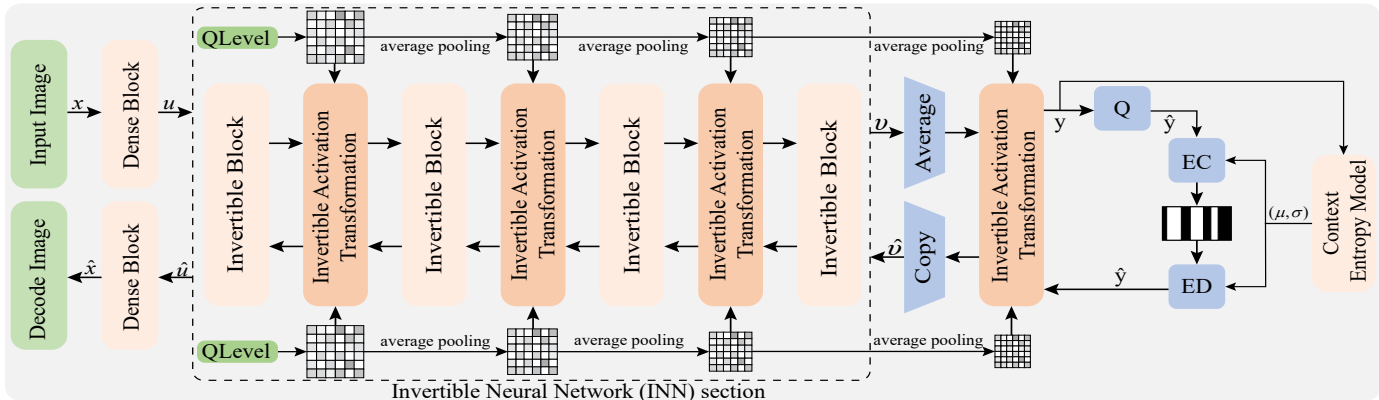 QLevel
average pooling
average pooling
average pooling
Input Image
x
Dense Block
u
Invertible Block
Invertible Activation
Transformation
Invertible Block
Invertible Activation
Transformation
Invertible Block
Invertible Activation
Transformation
Invertible Block
υ
Average
Invertible Activation
Transformation
y
Q
ŷ
EC
(μ, σ)
Context
Entropy Model
Decode Image
x̂
Dense Block
û
υ̂
Copy
ŷ
ED
QLevel
average pooling
average pooling
average pooling
Invertible Neural Network (INN) section